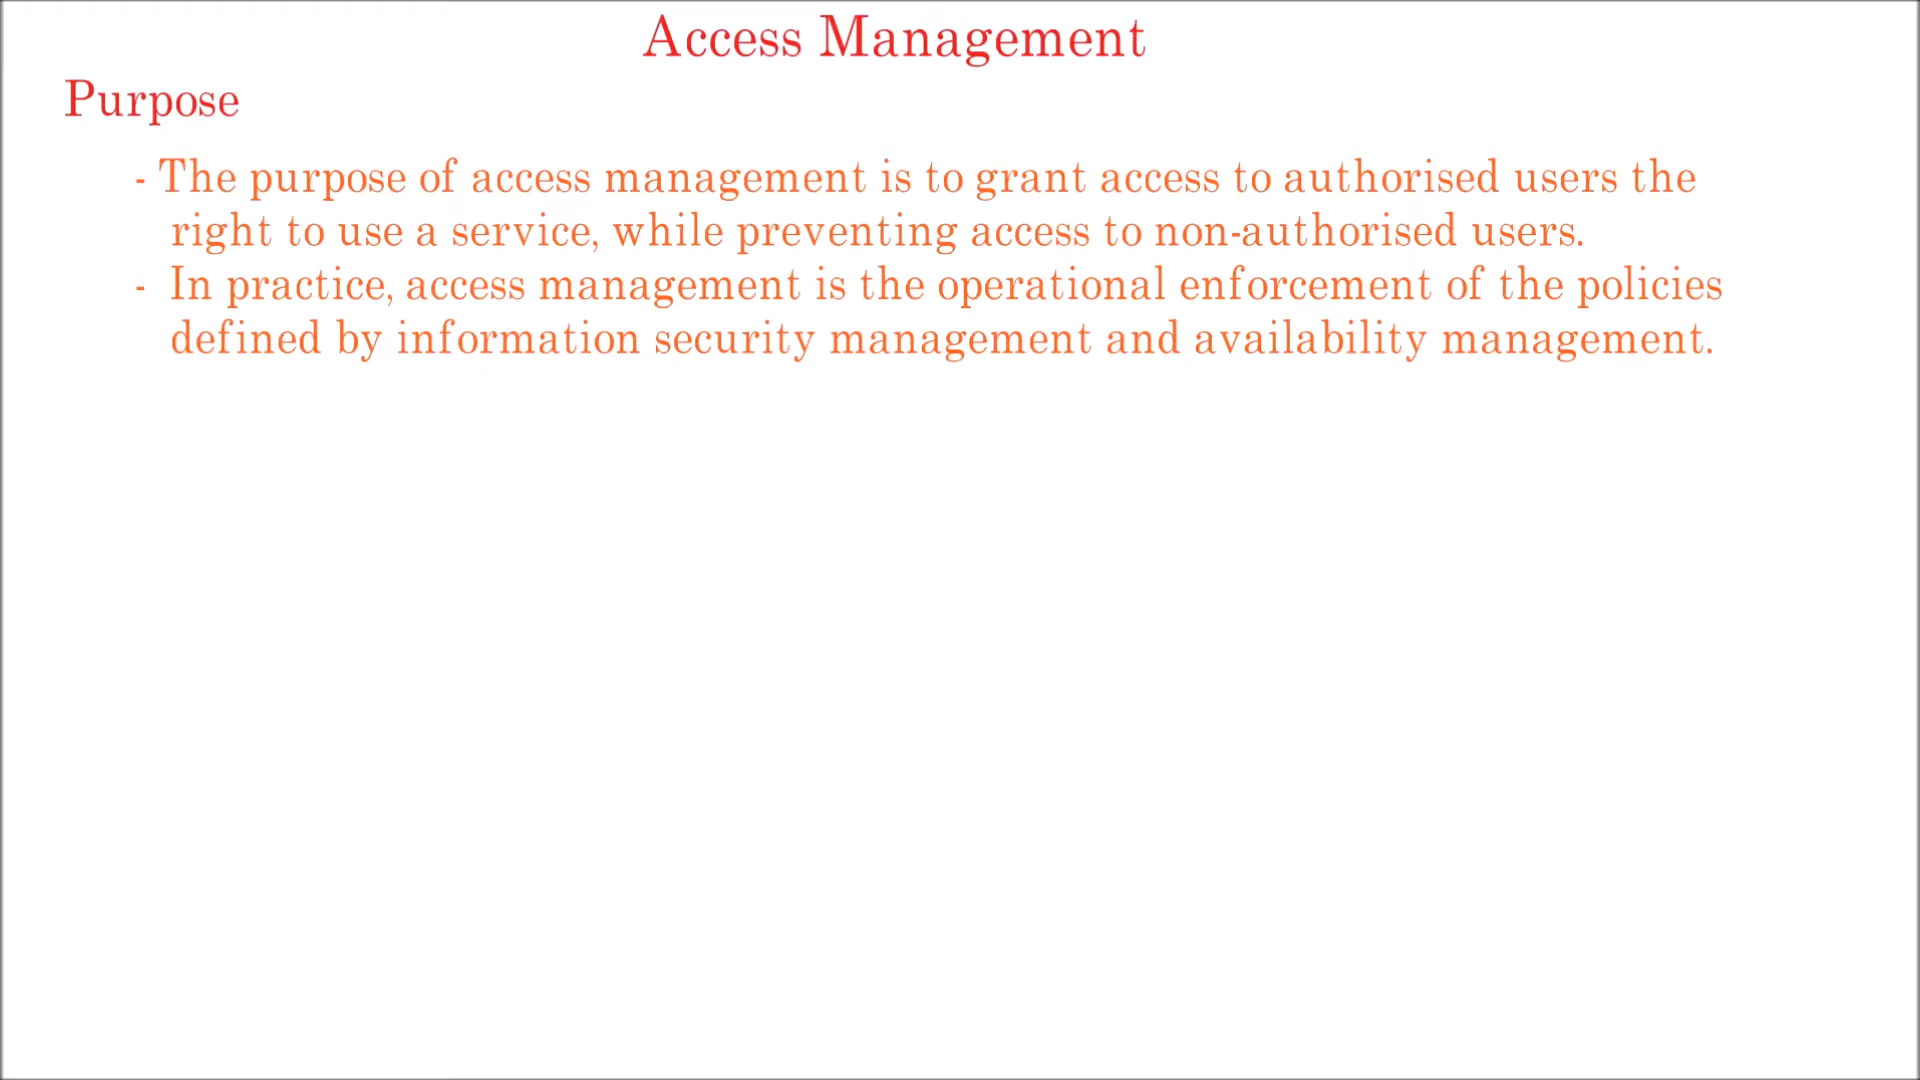 Access Management
Purpose
- The purpose of access management is to grant access to authorised users the
right to use a service, while preventing access to non-authorised users.
- In practice, access management is the operational enforcement of the policies
defined by information security management and availability management.